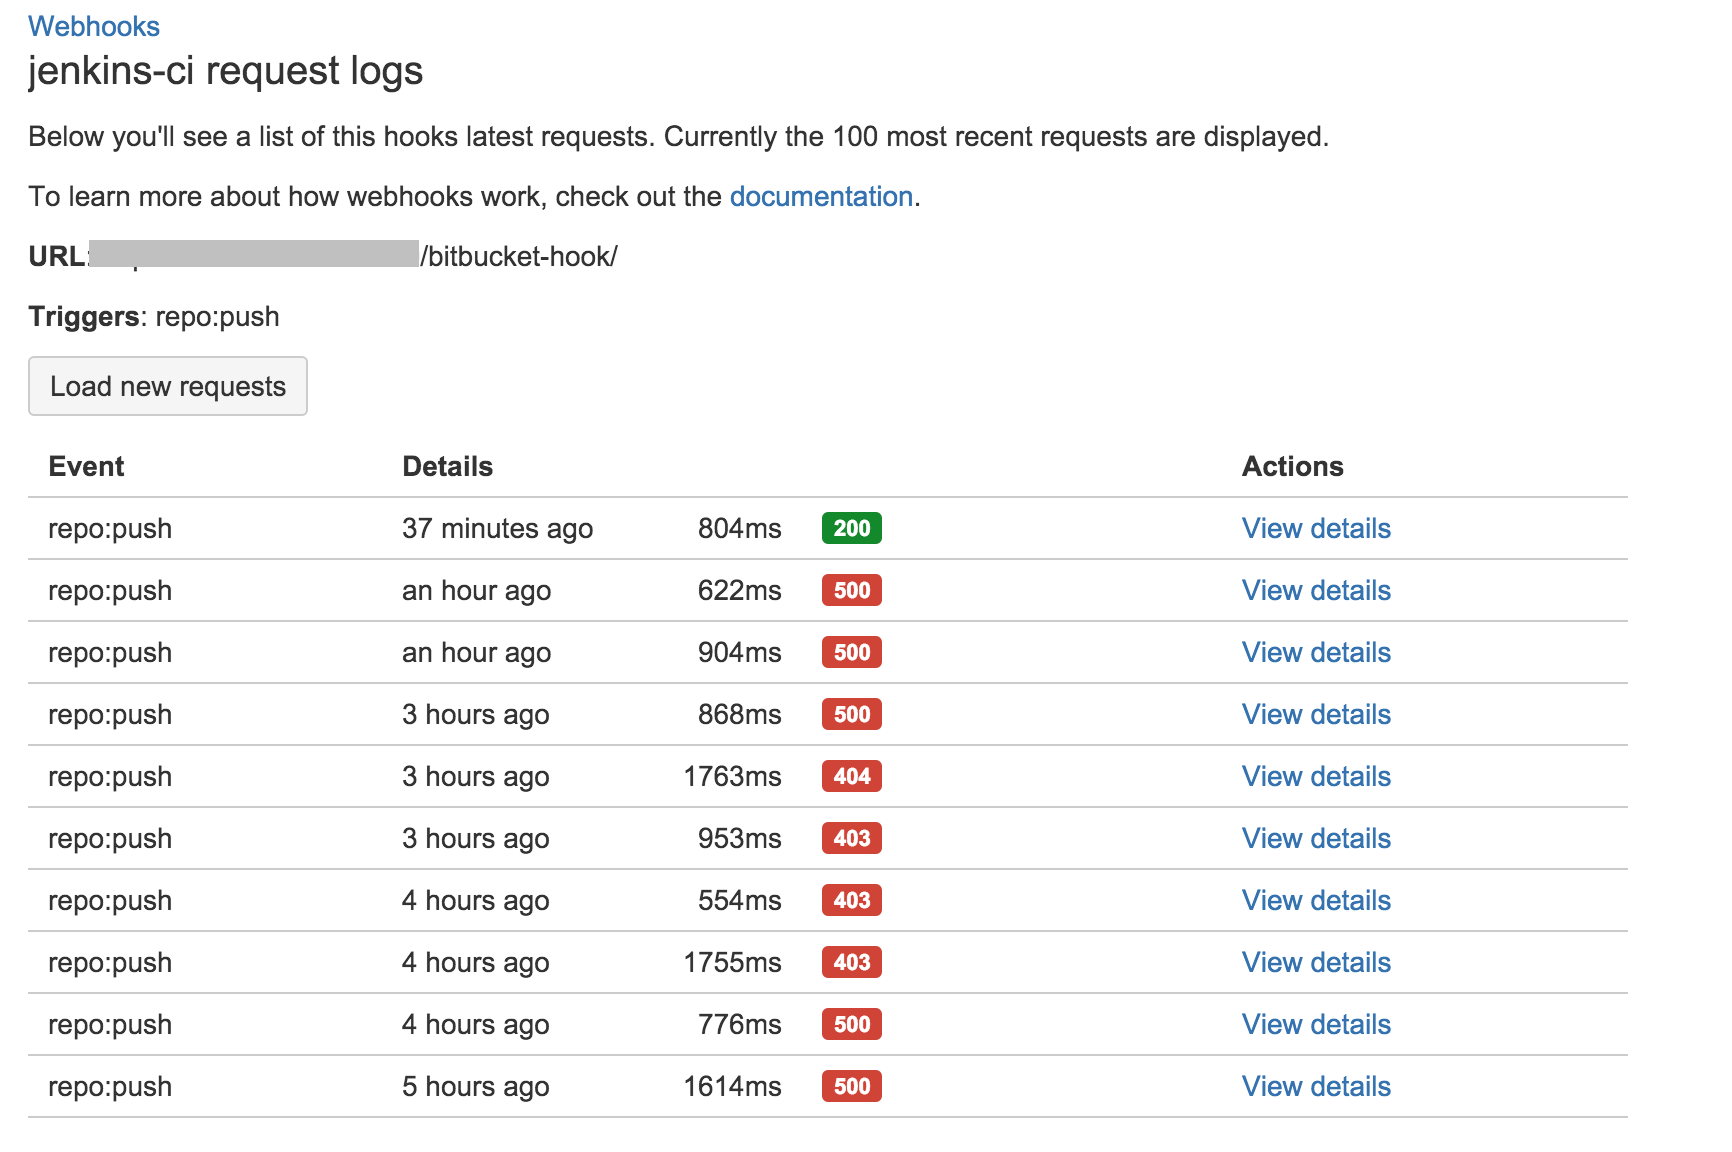 Webhooks
jenkins-ci request logs
Below you'll see a list of this hooks latest requests. Currently the 100 most recent requests are displayed.
To learn more about how webhooks work, check out the documentation.
URL: /bitbucket-hook/
Triggers: repo:push
Load new requests
Event Details Actions
repo:push 37 minutes ago 804ms 200 View details
repo:push an hour ago 622ms 500 View details
repo:push an hour ago 904ms 500 View details
repo:push 3 hours ago 868ms 500 View details
repo:push 3 hours ago 1763ms 404 View details
repo:push 3 hours ago 953ms 403 View details
repo:push 4 hours ago 554ms 403 View details
repo:push 4 hours ago 1755ms 403 View details
repo:push 4 hours ago 776ms 500 View details
repo:push 5 hours ago 1614ms 500 View details